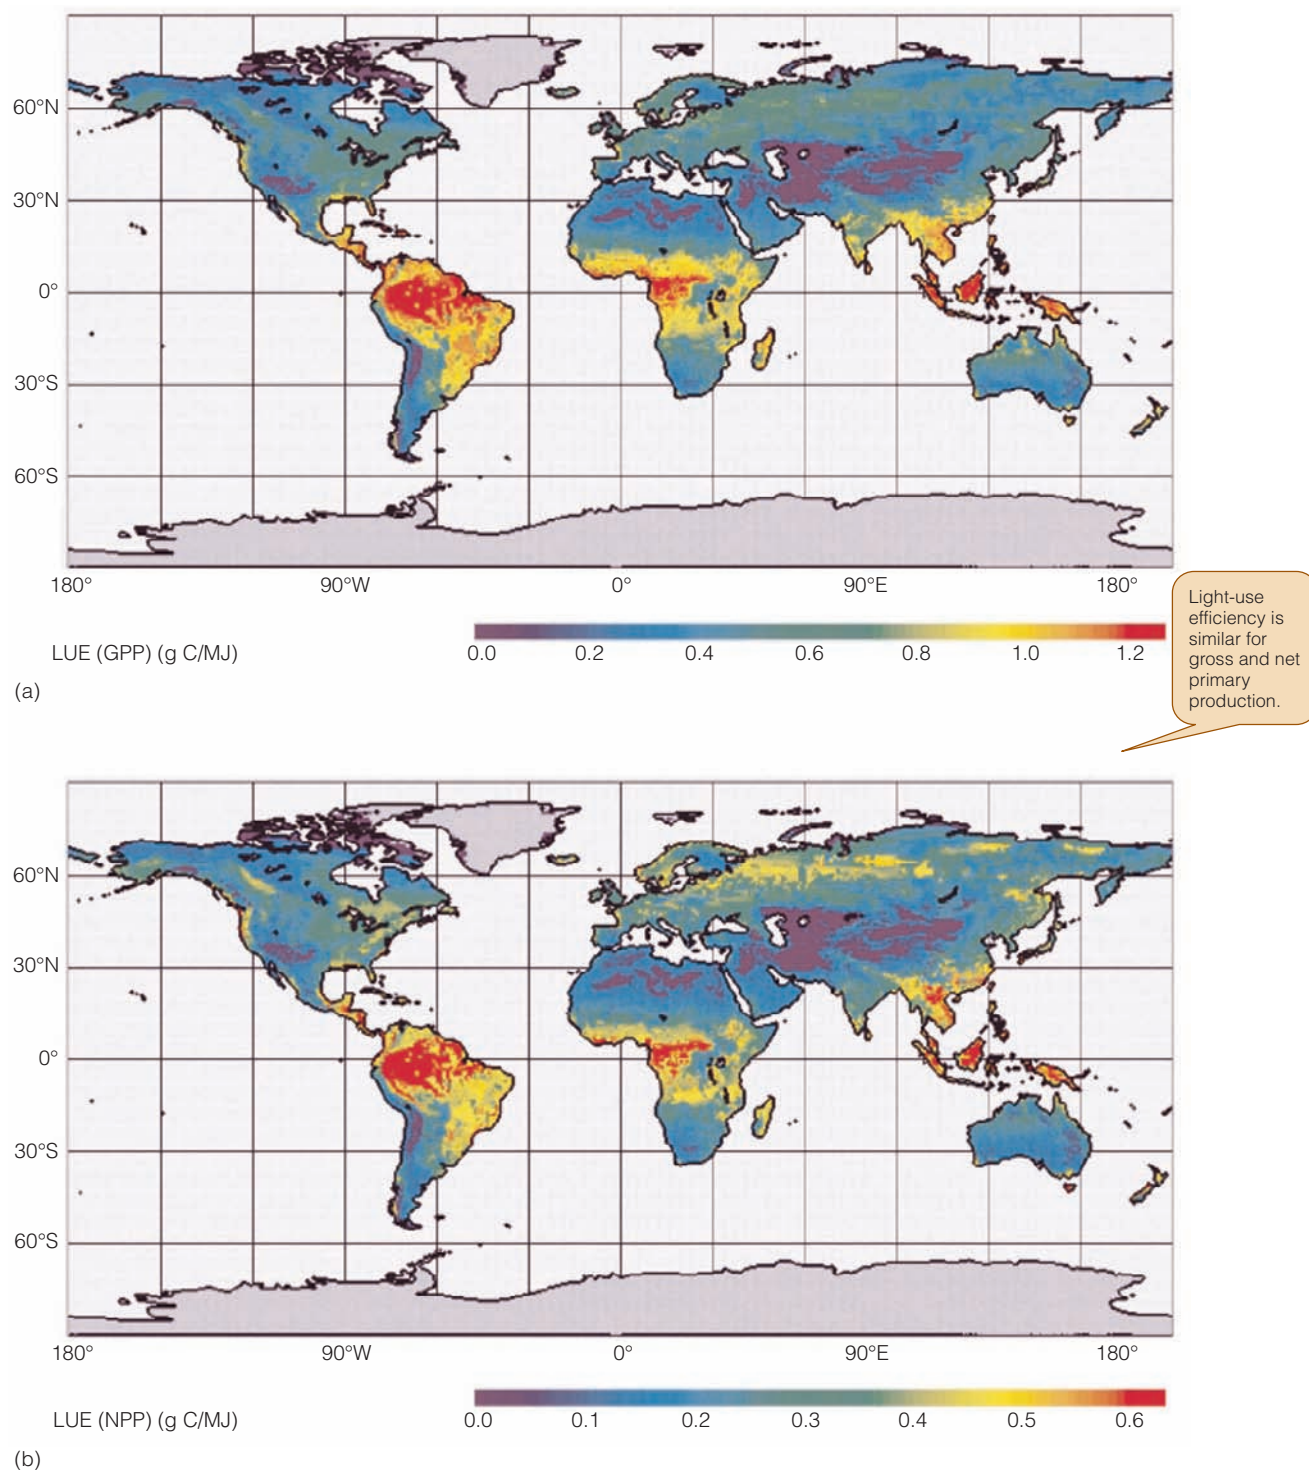 60°N
30°N
0°
30°S
60°S
180°
90°W
0°
90°E
180°
LUE (GPP) (g C/MJ)
0.0
0.2
0.4
0.6
0.8
1.0
1.2
(a)
Light-use
efficiency is
similar for
gross and net
primary
production.
60°N
30°N
0°
30°S
60°S
180°
90°W
0°
90°E
180°
LUE (NPP) (g C/MJ)
0.0
0.1
0.2
0.3
0.4
0.5
0.6
(b)